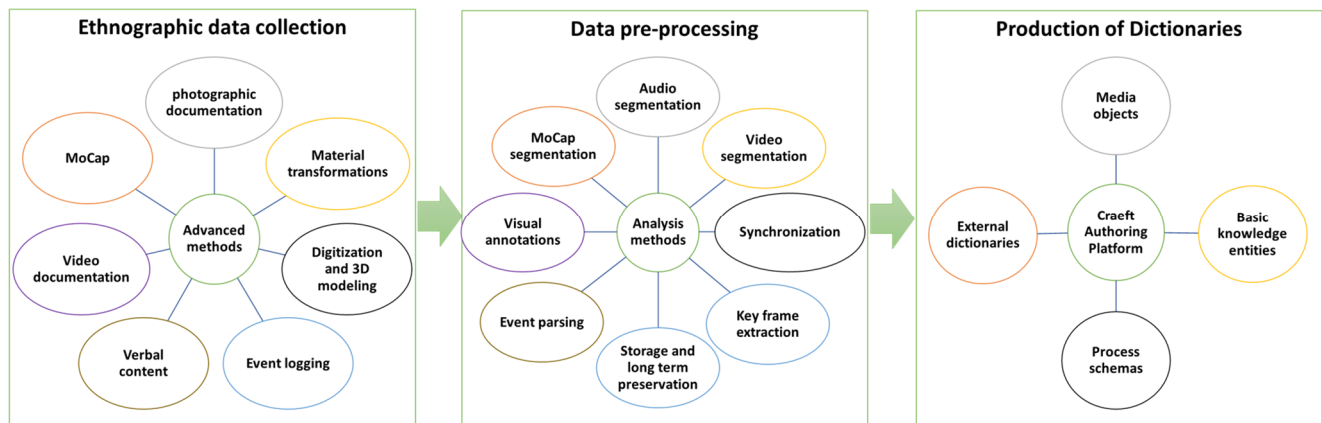 Ethnographic data collection
photographic
documentation
MoCap
Material
transformations
Advanced
methods
Video
documentation
Digitization
and 3D
modeling
Verbal
content
Event logging
Data pre-processing
Audio
segmentation
MoCap
segmentation
Video
segmentation
Visual
annotations
Analysis
methods
Synchronization
Event parsing
Key frame
extraction
Storage and
long term
preservation
Production of Dictionaries
Media
objects
External
dictionaries
Craeft
Authoring
Platform
Basic
knowledge
entities
Process
schemas